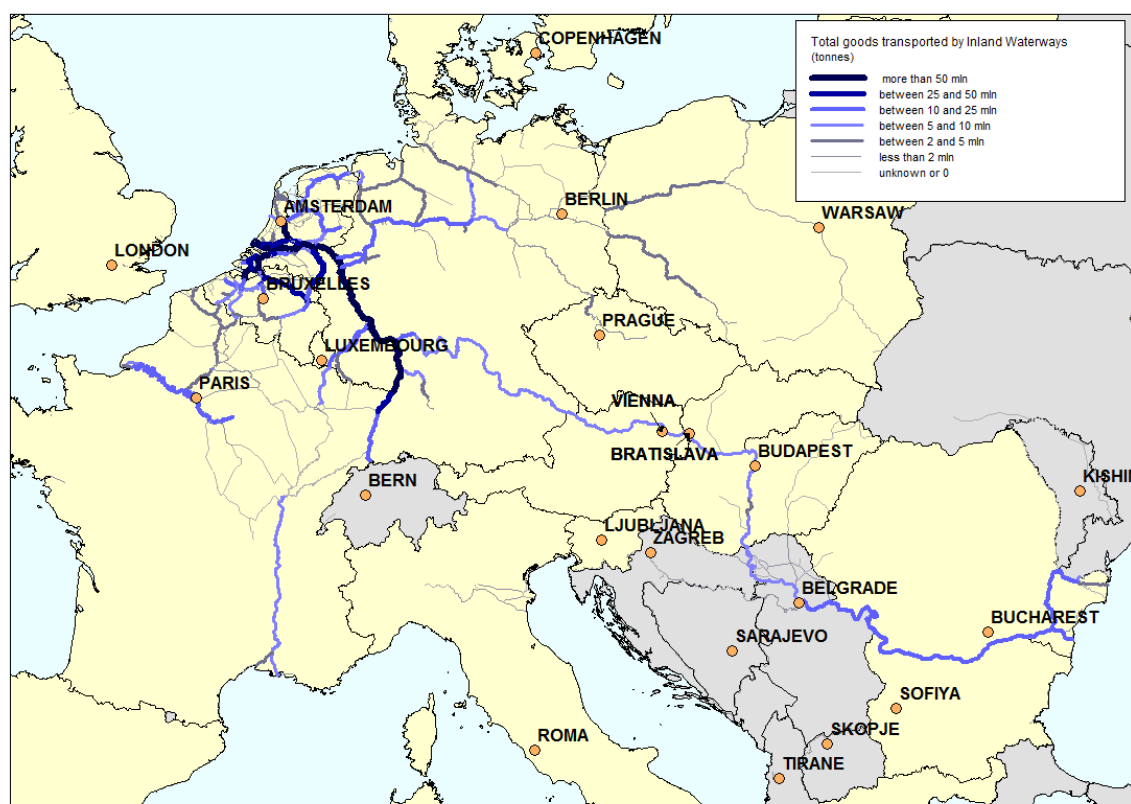 COPENHAGEN
Total goods transported by Inland Waterways
(tonnes)
more than 50 mln
between 25 and 50 mln
between 10 and 25 mln
between 5 and 10 mln
between 2 and 5 mln
less than 2 mln
unknown or 0
AMSTERDAM
BERLIN
WARSAW
LONDON
BRUXELLES
PRAGUE
LUXEMBOURG
PARIS
VIENNA
BRATISLAVA
BUDAPEST
BERN
KISHIN
LJUBLJANA
ZAGREB
BELGRADE
BUCHAREST
SARAJEVO
SOFIYA
ROMA
SKOPJE
TIRANE